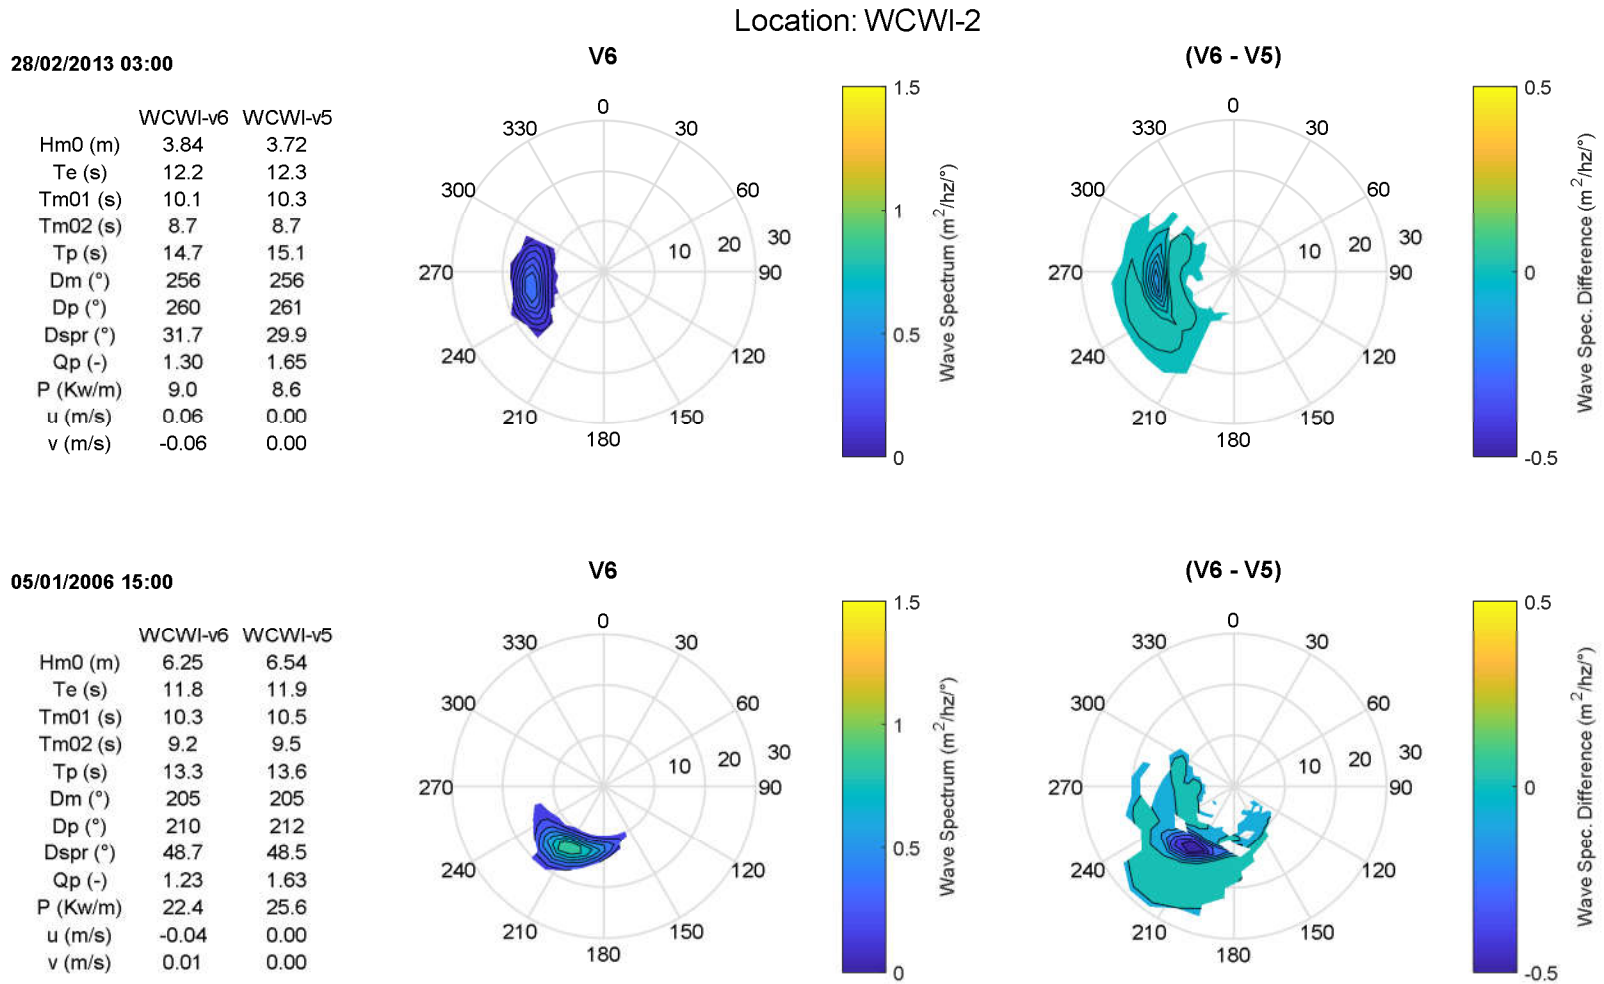 Location: WCWI-2
28/02/2013 03:00
WCWI-v6 WCWI-v5
Hm0 (m) 3.84 3.72
Te (s) 12.2 12.3
Tm01 (s) 10.1 10.3
Tm02 (s) 8.7 8.7
Tp (s) 14.7 15.1
Dm (°) 256 256
Dp (°) 260 261
Dspr (°) 31.7 29.9
Qp (-) 1.30 1.65
P (Kw/m) 9.0 8.6
u (m/s) 0.06 0.00
v (m/s) -0.06 0.00
V6
0
330 30
300 60
10 20 30
270 90
240 120
210 150
180
1.5
1
0.5
0
Wave Spectrum (m²/hz/°)
(V6 - V5)
0
330 30
300 60
10 20 30
270 90
240 120
210 150
180
0.5
0
-0.5
Wave Spec. Difference (m²/hz/°)
05/01/2006 15:00
WCWI-v6 WCWI-v5
Hm0 (m) 6.25 6.54
Te (s) 11.8 11.9
Tm01 (s) 10.3 10.5
Tm02 (s) 9.2 9.5
Tp (s) 13.3 13.6
Dm (°) 205 205
Dp (°) 210 212
Dspr (°) 48.7 48.5
Qp (-) 1.23 1.63
P (Kw/m) 22.4 25.6
u (m/s) -0.04 0.00
v (m/s) 0.01 0.00
V6
0
330 30
300 60
10 20 30
270 90
240 120
210 150
180
1.5
1
0.5
0
Wave Spectrum (m²/hz/°)
(V6 - V5)
0
330 30
300 60
10 20 30
270 90
240 120
210 150
180
0.5
0
-0.5
Wave Spec. Difference (m²/hz/°)